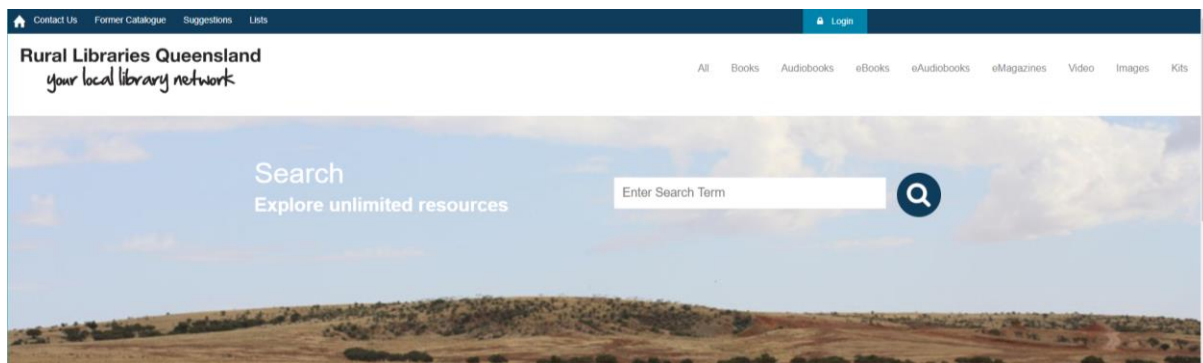 Contact Us Former Catalogue Suggestions Lists Login
Rural Libraries Queensland
your local library network
All Books Audiobooks eBooks eAudiobooks eMagazines Video Images Kits
Search
Enter Search Term
Explore unlimited resources